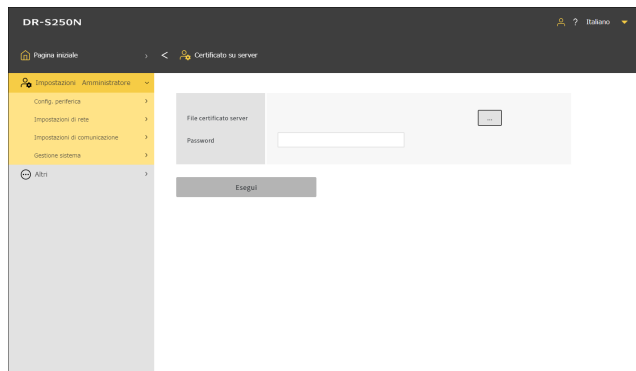 DR-S250N
? Italiano
Pagina iniziale
< Certificato su server
Impostazioni Amministratore
Config. periferica
Impostazioni di rete
Impostazioni di comunicazione
Gestione sistema
Altri
File certificato server
...
Password
Esegui